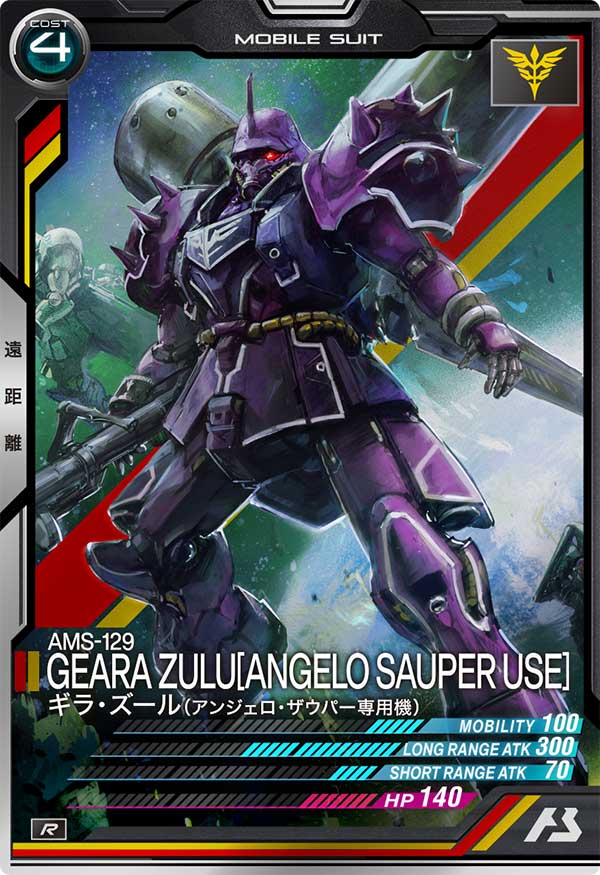 COST
4
MOBILE SUIT
遠距離
AMS-129
GEARA ZULU[ANGELO SAUPER USE]
ギラ・ズール(アンジェロ・ザウパー専用機)
MOBILITY 100
LONG RANGE ATK 300
SHORT RANGE ATK 70
HP 140
R